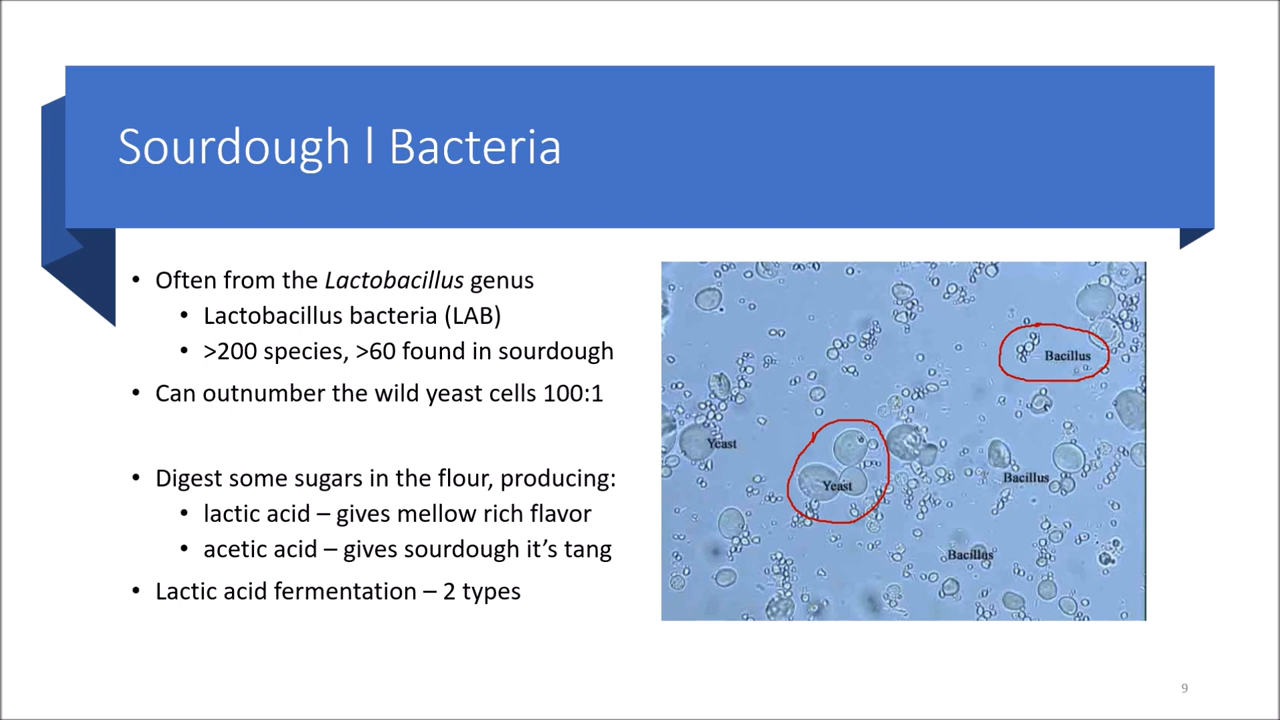 Sourdough l Bacteria
• Often from the Lactobacillus genus
• Lactobacillus bacteria (LAB)
• >200 species, >60 found in sourdough
• Can outnumber the wild yeast cells 100:1
• Digest some sugars in the flour, producing:
• lactic acid – gives mellow rich flavor
• acetic acid – gives sourdough it's tang
• Lactic acid fermentation – 2 types
Bacillus
Yeast
Yeast
Bacillus
Bacillus
9